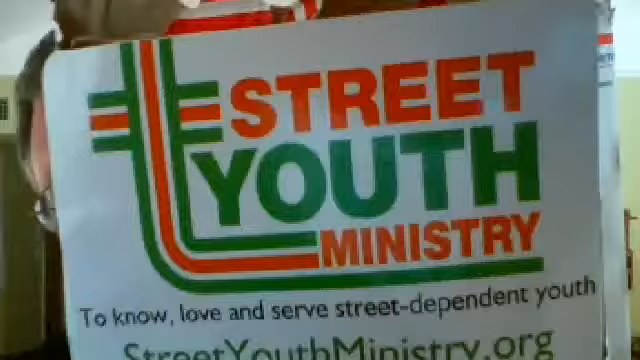 STREET
YOUTH
MINISTRY
To know, love and serve street-dependent youth
StreetYouthMinistry.org